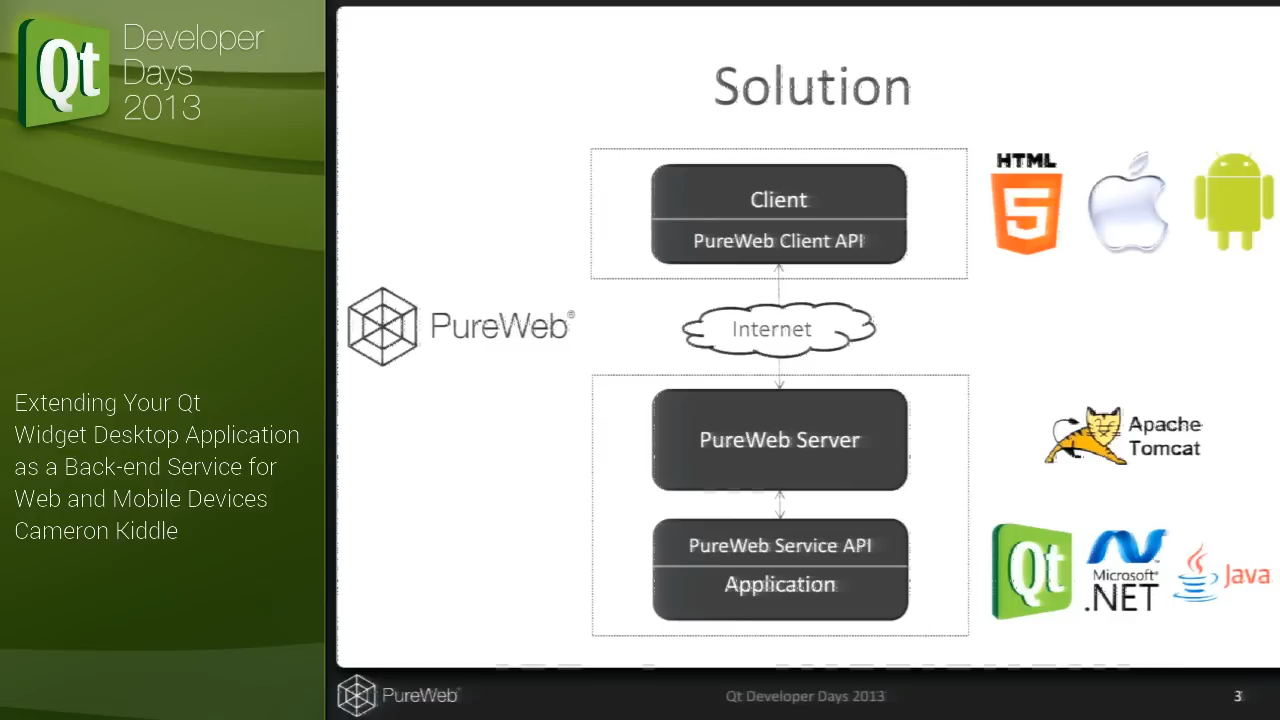 Qt
Developer
Days
2013
Extending Your Qt
Widget Desktop Application
as a Back-end Service for
Web and Mobile Devices
Cameron Kiddle
Solution
Client
PureWeb Client API
HTML
5
PureWeb®
Internet
PureWeb Server
Apache
Tomcat
PureWeb Service API
Application
Qt
Microsoft®
.NET
Java
PureWeb®
Qt Developer Days 2013
3